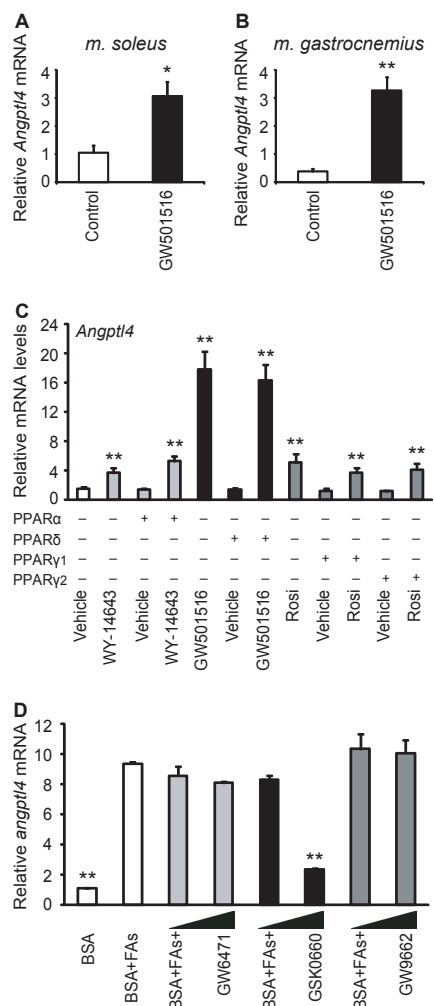 A
m. soleus
Relative Angptl4 mRNA
4
3
2
1
0
*
Control
GW501516
B
m. gastrocnemius
Relative Angptl4 mRNA
4
3
2
1
0
**
Control
GW501516
C
Angptl4
Relative mRNA levels
24
20
16
12
8
4
0
** ** ** ** ** ** **
PPARα – – + + – – – – – – – –
PPARδ – – – – – + + – – – – –
PPARγ1 – – – – – – – – + + – –
PPARγ2 – – – – – – – – – – + +
Vehicle
WY-14643
Vehicle
WY-14643
GW501516
Vehicle
GW501516
Rosi
Vehicle
Rosi
Vehicle
Rosi
D
Relative angptl4 mRNA
12
10
8
6
4
2
0
** **
BSA
BSA+FAs
BSA+FAs+
GW6471
BSA+FAs+
GSK0660
BSA+FAs+
GW9662